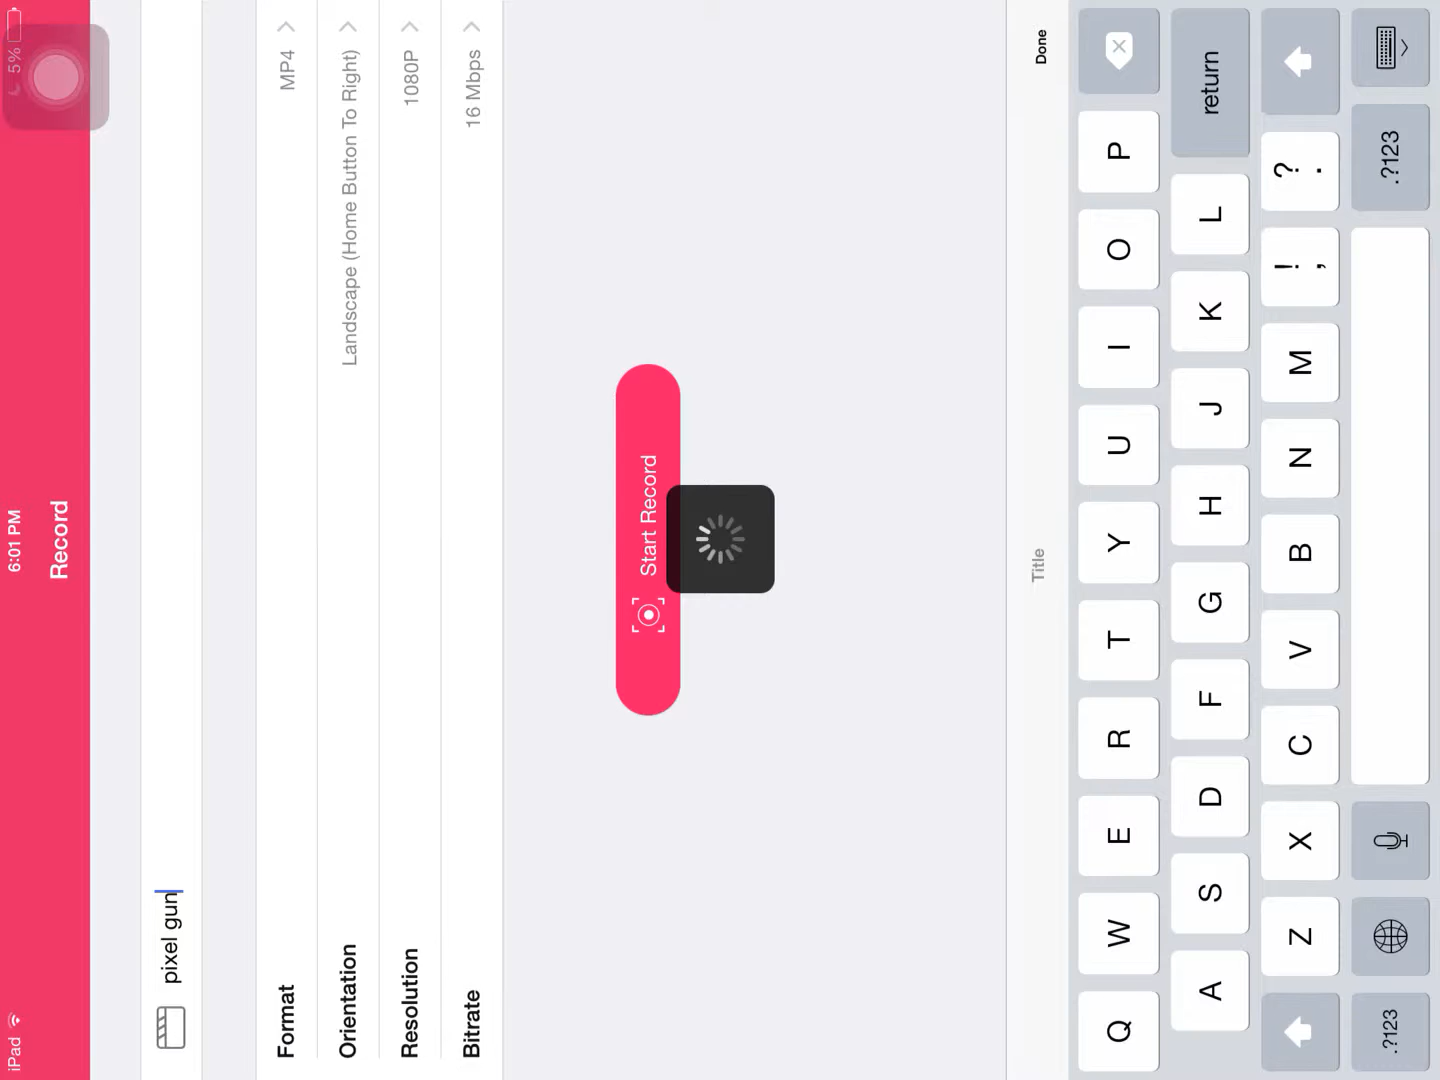 iPad 6:01 PM 5%
Record
pixel gun
Format MP4
Orientation Landscape (Home Button To Right)
Resolution 1080P
Bitrate 16 Mbps
Start Record
Title Done
Q W E R T Y U I O P
A S D F G H J K L return
Z X C V B N M ! , ? .
.?123 .?123